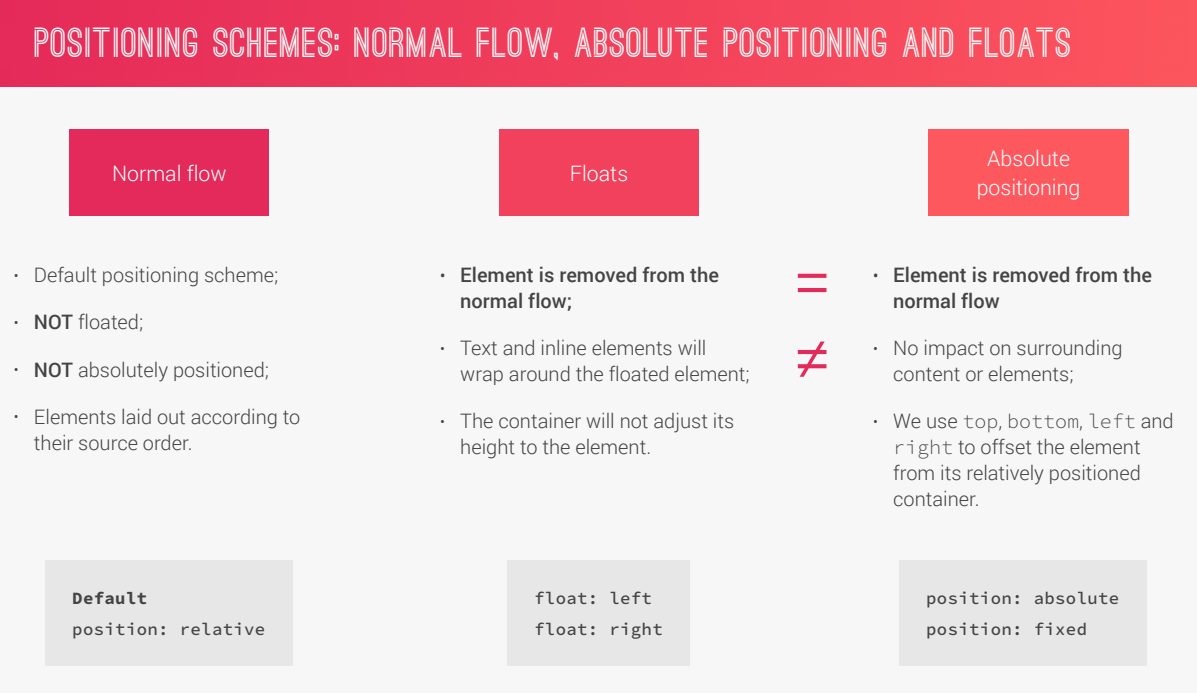 POSITIONING SCHEMES: NORMAL FLOW, ABSOLUTE POSITIONING AND FLOATS
Normal flow
• Default positioning scheme;
• NOT floated;
• NOT absolutely positioned;
• Elements laid out according to
their source order.
Default
position: relative
Floats
• Element is removed from the
normal flow;
• Text and inline elements will
wrap around the floated element;
• The container will not adjust its
height to the element.
float: left
float: right
=
≠
Absolute
positioning
• Element is removed from the
normal flow
• No impact on surrounding
content or elements;
• We use top, bottom, left and
right to offset the element
from its relatively positioned
container.
position: absolute
position: fixed